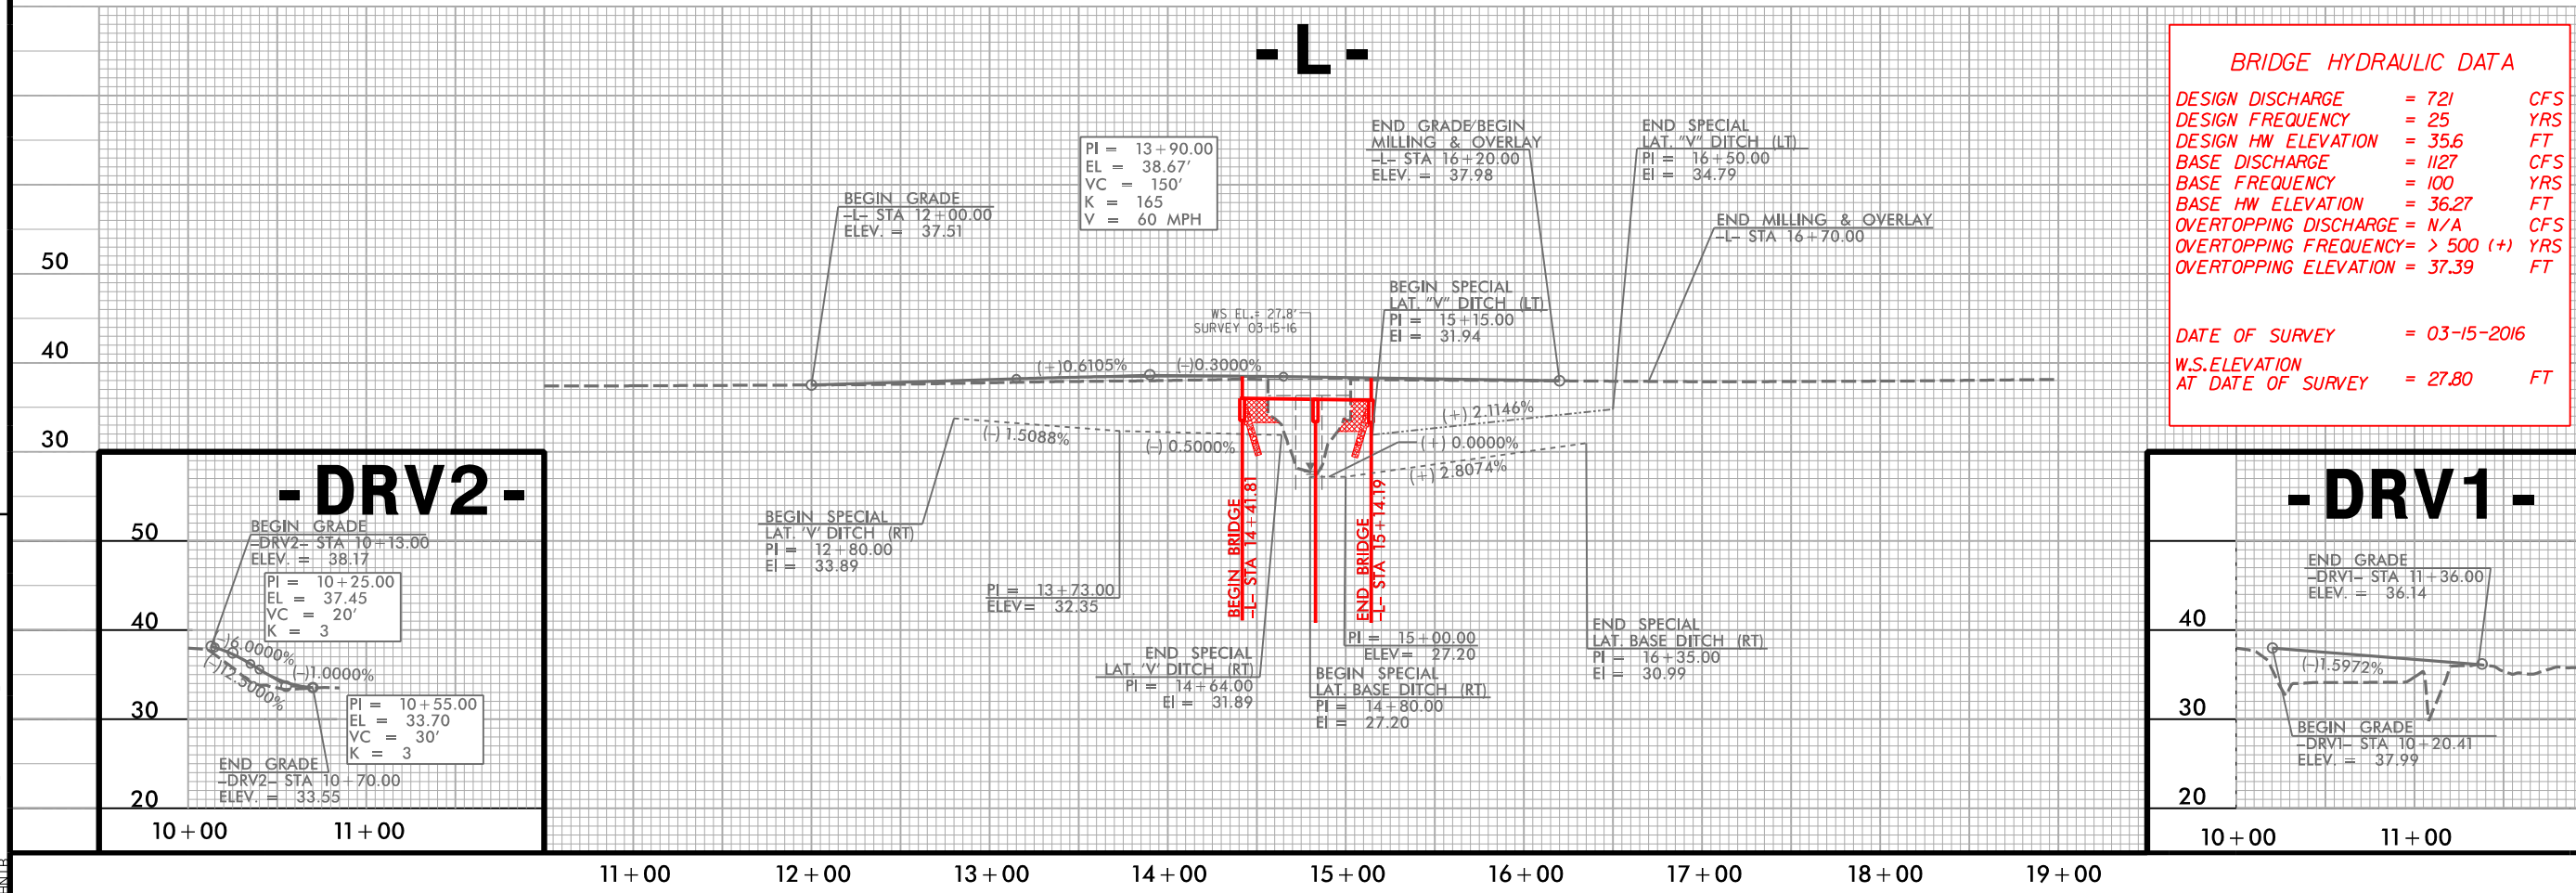 -L-
BRIDGE HYDRAULIC DATA
DESIGN DISCHARGE = 721 CFS
DESIGN FREQUENCY = 25 YRS
DESIGN HW ELEVATION = 35.6 FT
BASE DISCHARGE = 1127 CFS
BASE FREQUENCY = 100 YRS
BASE HW ELEVATION = 36.27 FT
OVERTOPPING DISCHARGE = N/A CFS
OVERTOPPING FREQUENCY = > 500 (+) YRS
OVERTOPPING ELEVATION = 37.39 FT
DATE OF SURVEY = 03-15-2016
W.S.ELEVATION
AT DATE OF SURVEY = 27.80 FT
PI = 13+90.00
EL = 38.67'
VC = 150'
K = 165
V = 60 MPH
END GRADE/BEGIN
MILLING & OVERLAY
-L- STA 16+20.00
ELEV. = 37.98
END SPECIAL
LAT. "V" DITCH (LT)
PI = 16+50.00
El = 34.79
BEGIN GRADE
-L- STA 12+00.00
ELEV. = 37.51
END MILLING & OVERLAY
-L- STA 16+70.00
BEGIN SPECIAL
LAT. "V" DITCH (LT)
PI = 15+15.00
El = 31.94
WS EL.= 27.8'
SURVEY 03-15-16
50
40
30
(+)0.6105%
(-)0.3000%
(-) 1.5088%
(-) 0.5000%
(+) 2.1146%
(+) 0.0000%
(+) 2.8074%
BEGIN BRIDGE
-L- STA 14+41.81
END BRIDGE
-L- STA 15+14.19
BEGIN SPECIAL
LAT. 'V' DITCH (RT)
PI = 12+80.00
El = 33.89
PI = 13+73.00
ELEV= 32.35
END SPECIAL
LAT. 'V' DITCH (RT)
PI = 14+64.00
El = 31.89
PI = 15+00.00
ELEV= 27.20
BEGIN SPECIAL
LAT. BASE DITCH (RT)
PI = 14+80.00
El = 27.20
END SPECIAL
LAT. BASE DITCH (RT)
PI = 16+35.00
El = 30.99
-DRV2-
BEGIN GRADE
-DRV2- STA 10+13.00
ELEV. = 38.17
PI = 10+25.00
EL = 37.45
VC = 20'
K = 3
(-)6.0000%
(-)12.5000%
(-)1.0000%
PI = 10+55.00
EL = 33.70
VC = 30'
K = 3
END GRADE
-DRV2- STA 10+70.00
ELEV. = 33.55
50
40
30
20
10+00 11+00
-DRV1-
END GRADE
-DRV1- STA 11+36.00
ELEV. = 36.14
(-)1.5972%
BEGIN GRADE
-DRV1- STA 10+20.41
ELEV. = 37.99
40
30
20
10+00 11+00
11+00 12+00 13+00 14+00 15+00 16+00 17+00 18+00 19+00